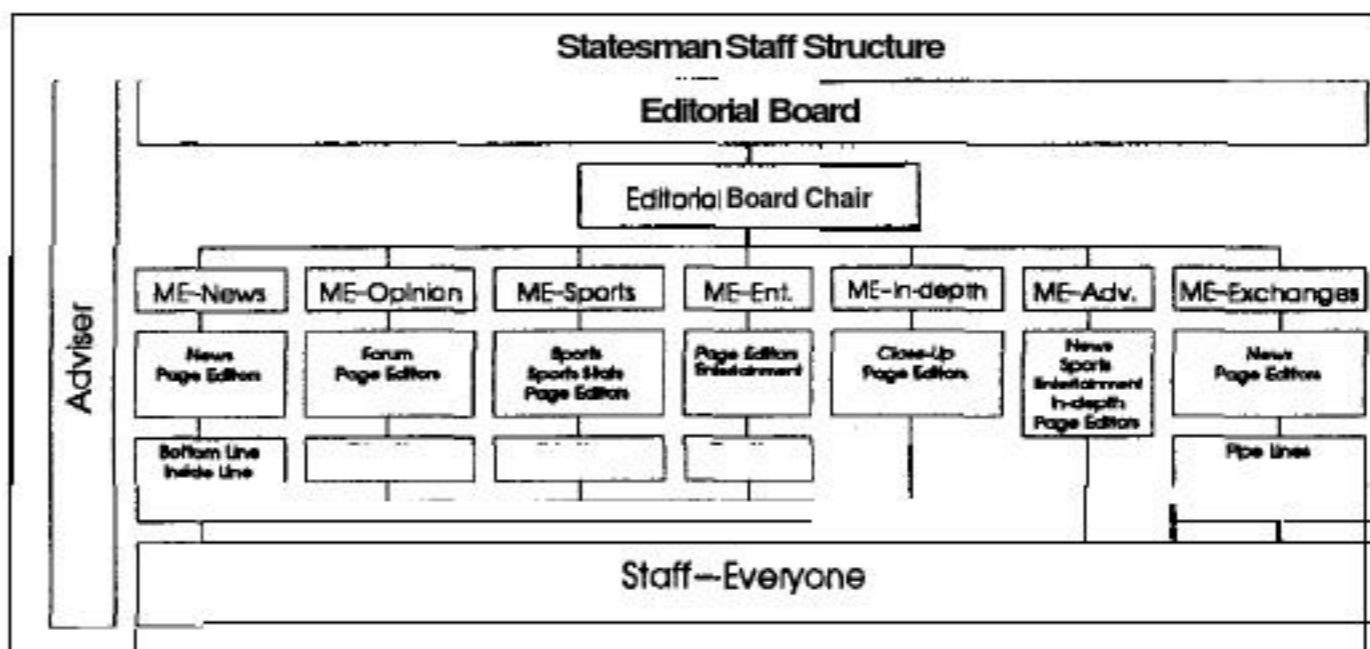 Statesman Staff Structure
Editorial Board
Editorial Board Chair
Adviser
ME-News
ME-Opinion
ME-Sports
ME-Ent.
ME-In-depth
ME-Adv.
ME-Exchanges
News
Page Editors
Forum
Page Editors
Sports
Sports Stats
Page Editors
Page Editors
Entertainment
Close-Up
Page Editors
News
Sports
Entertainment
In-depth
Page Editors
News
Page Editors
Bottom Line
Inside Line
Pipe Lines
Staff—Everyone